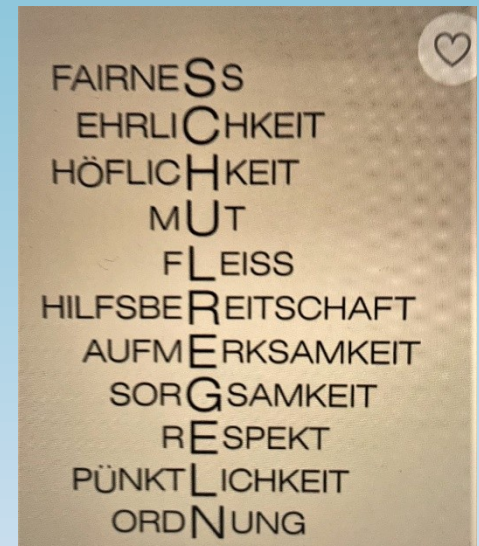 FAIRNESS
EHRLICHKEIT
HÖFLICHKEIT
MUT
FLEISS
HILFSBEREITSCHAFT
AUFMERKSAMKEIT
SORGSAMKEIT
RESPEKT
PÜNKTLICHKEIT
ORDNUNG